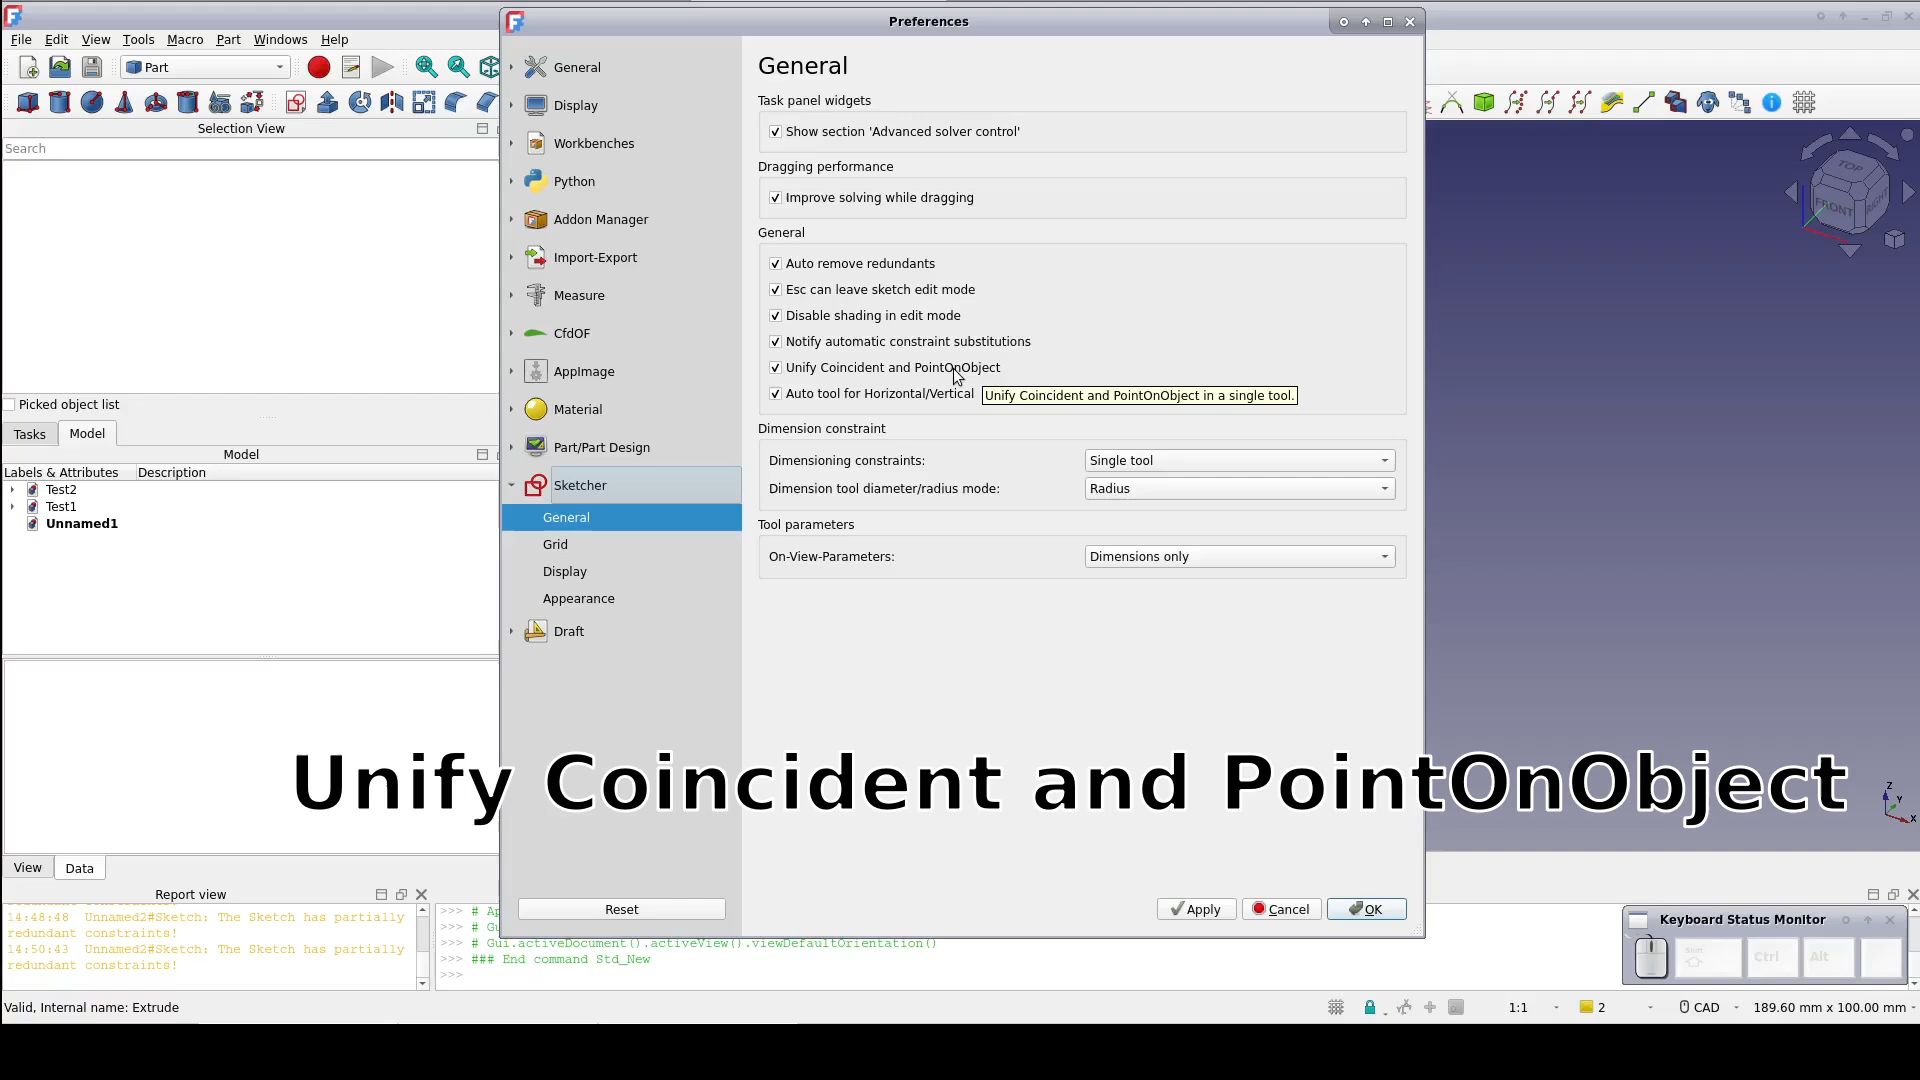 Preferences
File Edit View Tools Macro Part Windows Help
Part
Selection View
Search
Picked object list
Tasks Model
Model
Labels & Attributes Description
Test2
Test1
Unnamed1
View Data
General
Display
Workbenches
Python
Addon Manager
Import-Export
Measure
CfdOF
AppImage
Material
Part/Part Design
Sketcher
General
Grid
Display
Appearance
Draft
Reset
General
Task panel widgets
Show section 'Advanced solver control'
Dragging performance
Improve solving while dragging
General
Auto remove redundants
Esc can leave sketch edit mode
Disable shading in edit mode
Notify automatic constraint substitutions
Unify Coincident and PointOnObject
Auto tool for Horizontal/Vertical
Unify Coincident and PointOnObject in a single tool.
Dimension constraint
Dimensioning constraints: Single tool
Dimension tool diameter/radius mode: Radius
Tool parameters
On-View-Parameters: Dimensions only
Apply Cancel OK
TOP
FRONT
RIGHT
Z
Y
X
Unify Coincident and PointOnObject
Report view
14:48:48 Unnamed2#Sketch: The Sketch has partially
redundant constraints!
14:50:43 Unnamed2#Sketch: The Sketch has partially
redundant constraints!
>>> # Ap
>>> # Gu
>>> # Gui.activeDocument().activeView().viewDefaultOrientation()
>>> ### End command Std_New
>>>
Keyboard Status Monitor
Shift
Ctrl
Alt
Valid, Internal name: Extrude
1:1
2
CAD
189.60 mm x 100.00 mm